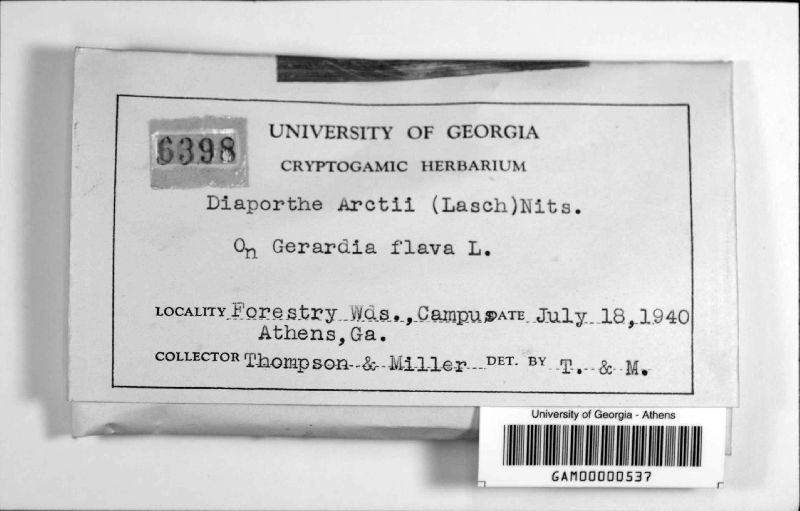 6398
UNIVERSITY OF GEORGIA
CRYPTOGAMIC HERBARIUM
Diaporthe Arctii (Lasch)Nits.
On Gerardia flava L.
LOCALITY Forestry Wds.,Campus DATE July 18,1940
Athens,Ga.
COLLECTOR Thompson & Miller DET. BY T. & M.
University of Georgia - Athens
GAM00000537